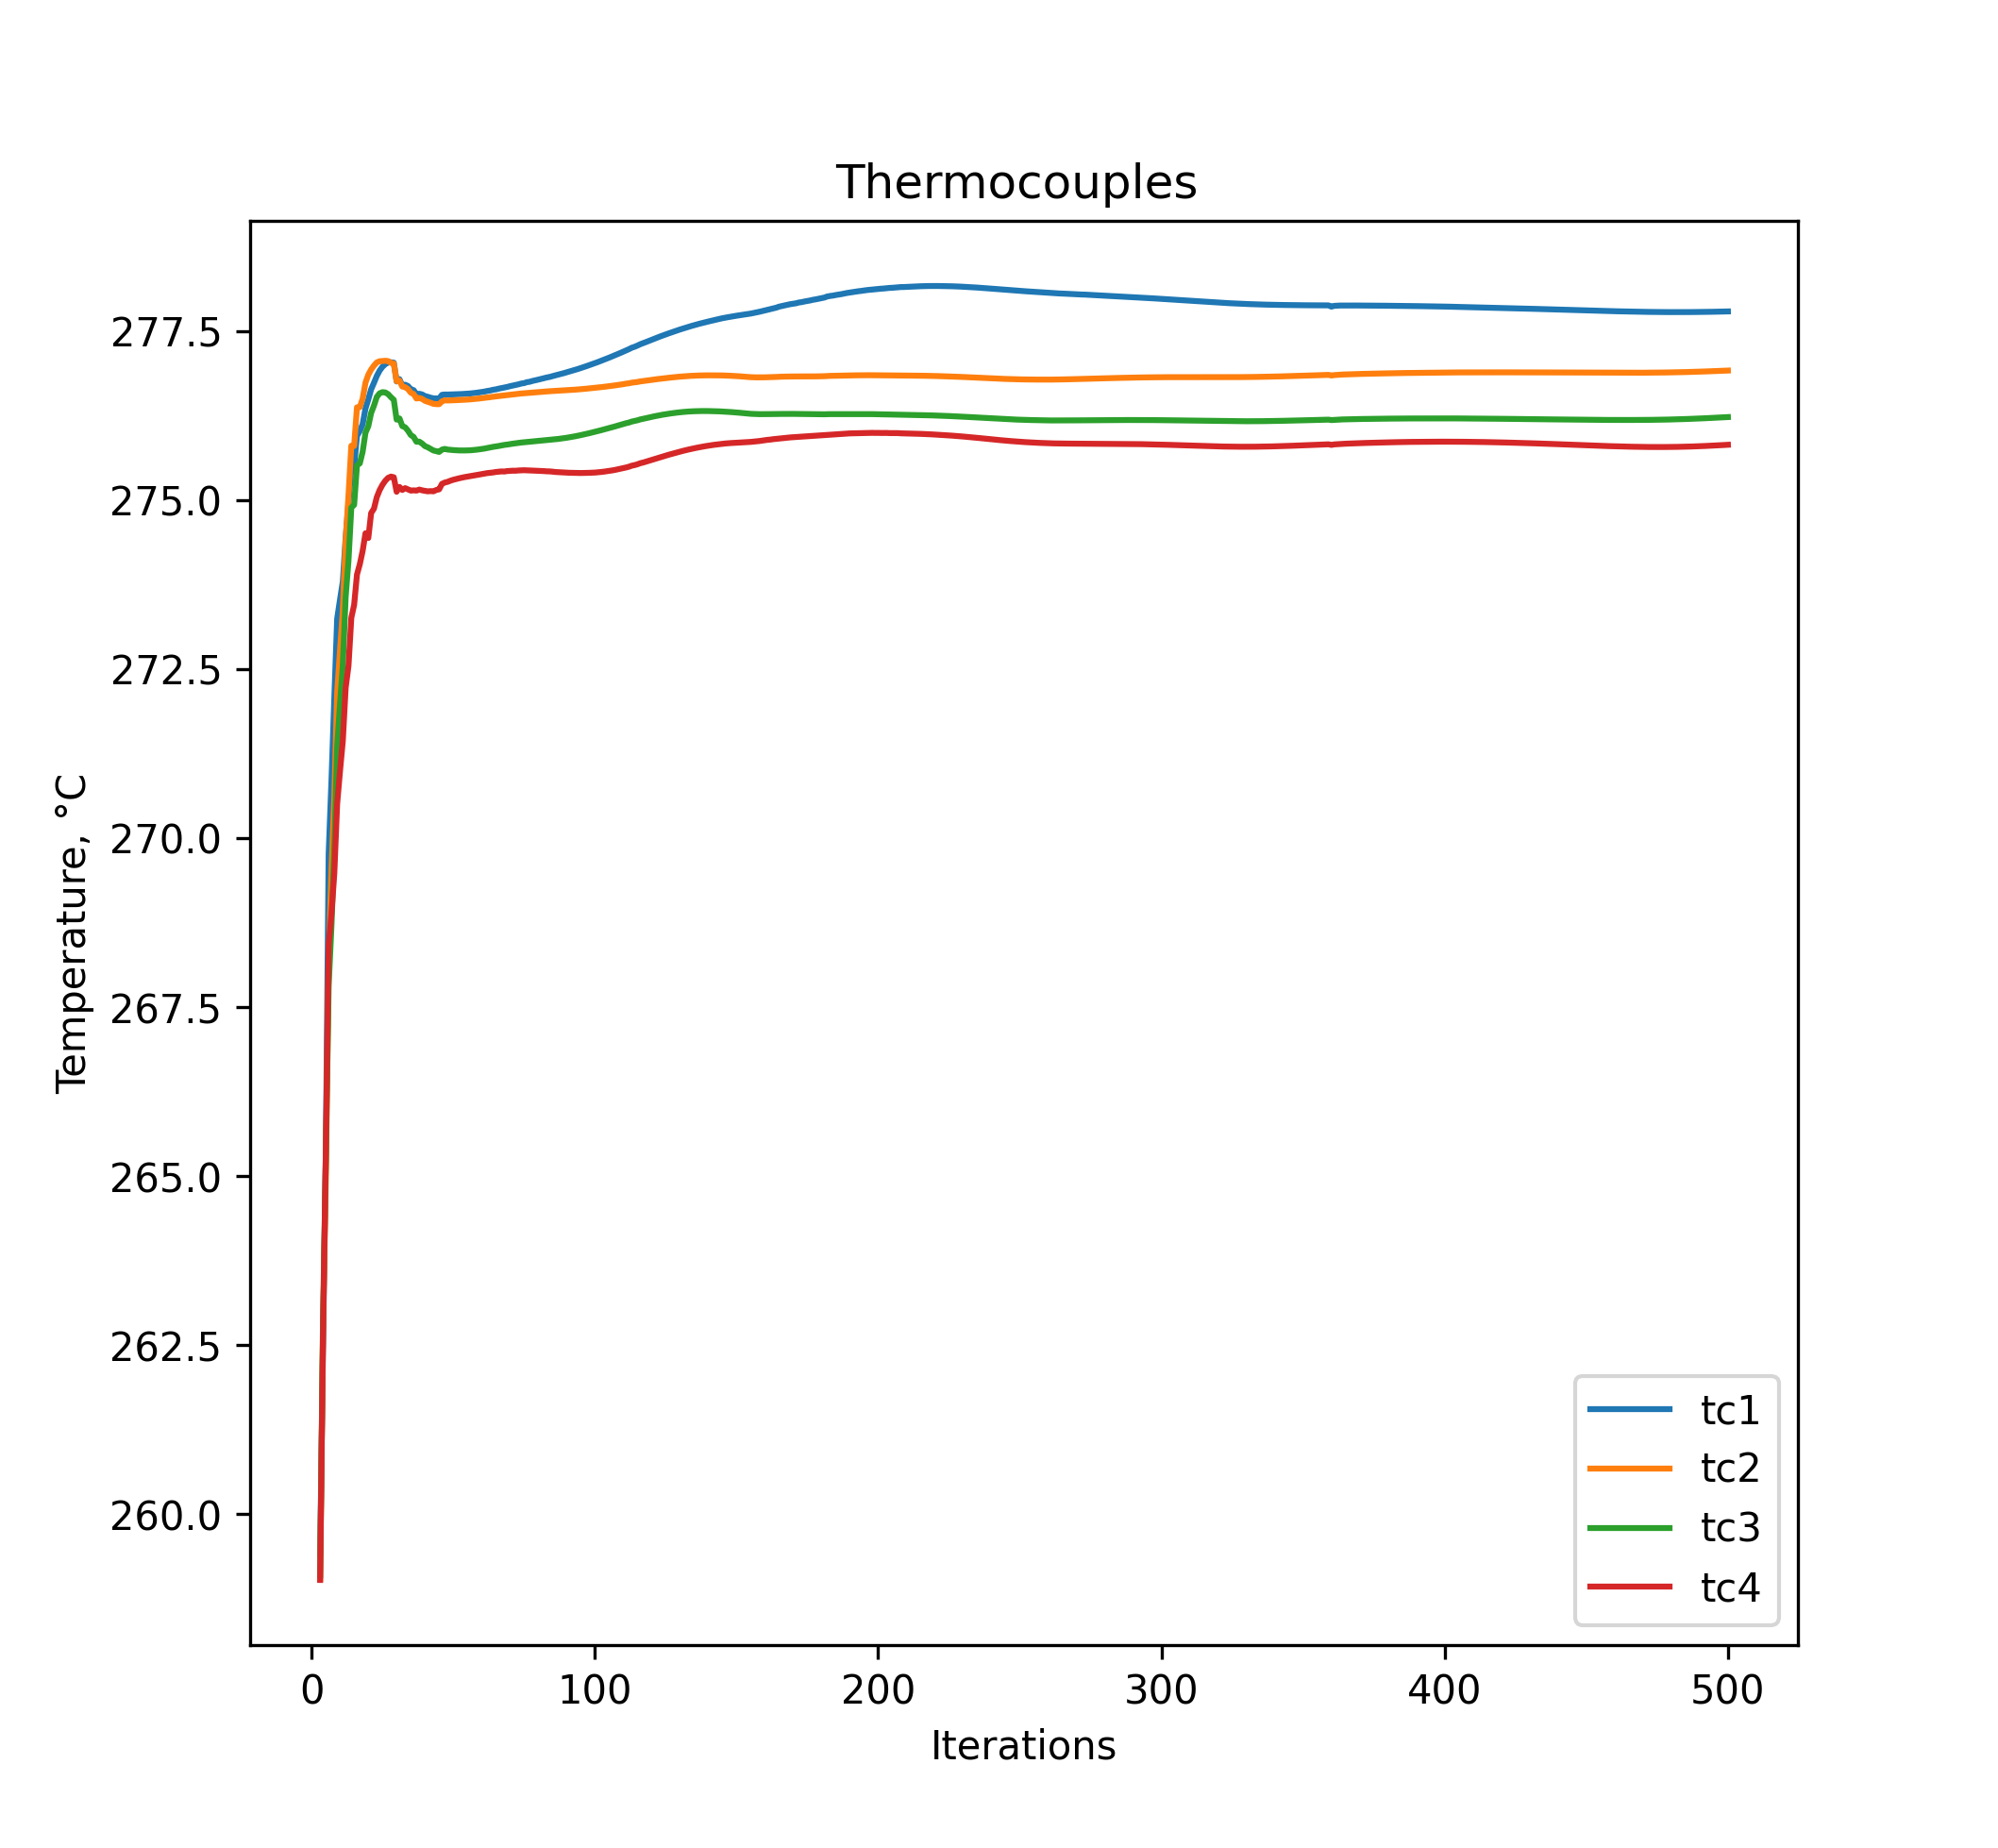 Thermocouples
Temperature, °C
277.5
275.0
272.5
270.0
267.5
265.0
262.5
260.0
0 100 200 300 400 500
Iterations
tc1
tc2
tc3
tc4